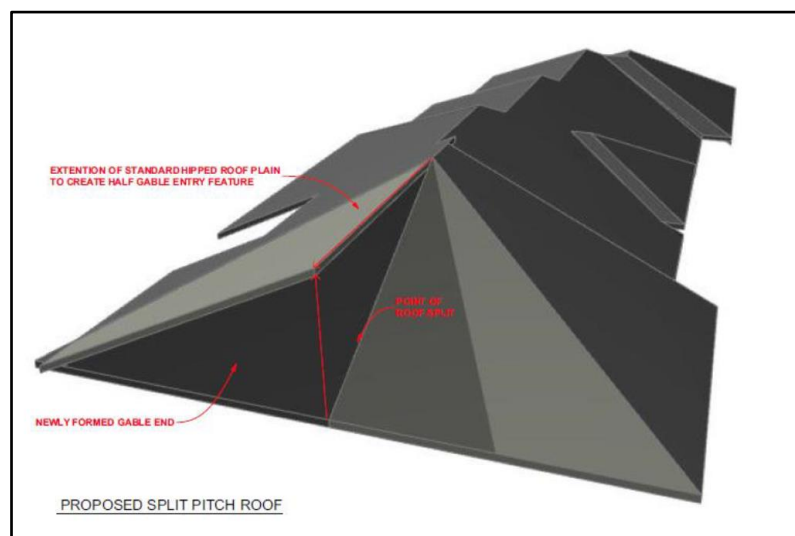 EXTENTION OF STANDARD HIPPED ROOF PLAIN
TO CREATE HALF GABLE ENTRY FEATURE
POINT OF
ROOF SPLIT
NEWLY FORMED GABLE END
PROPOSED SPLIT PITCH ROOF